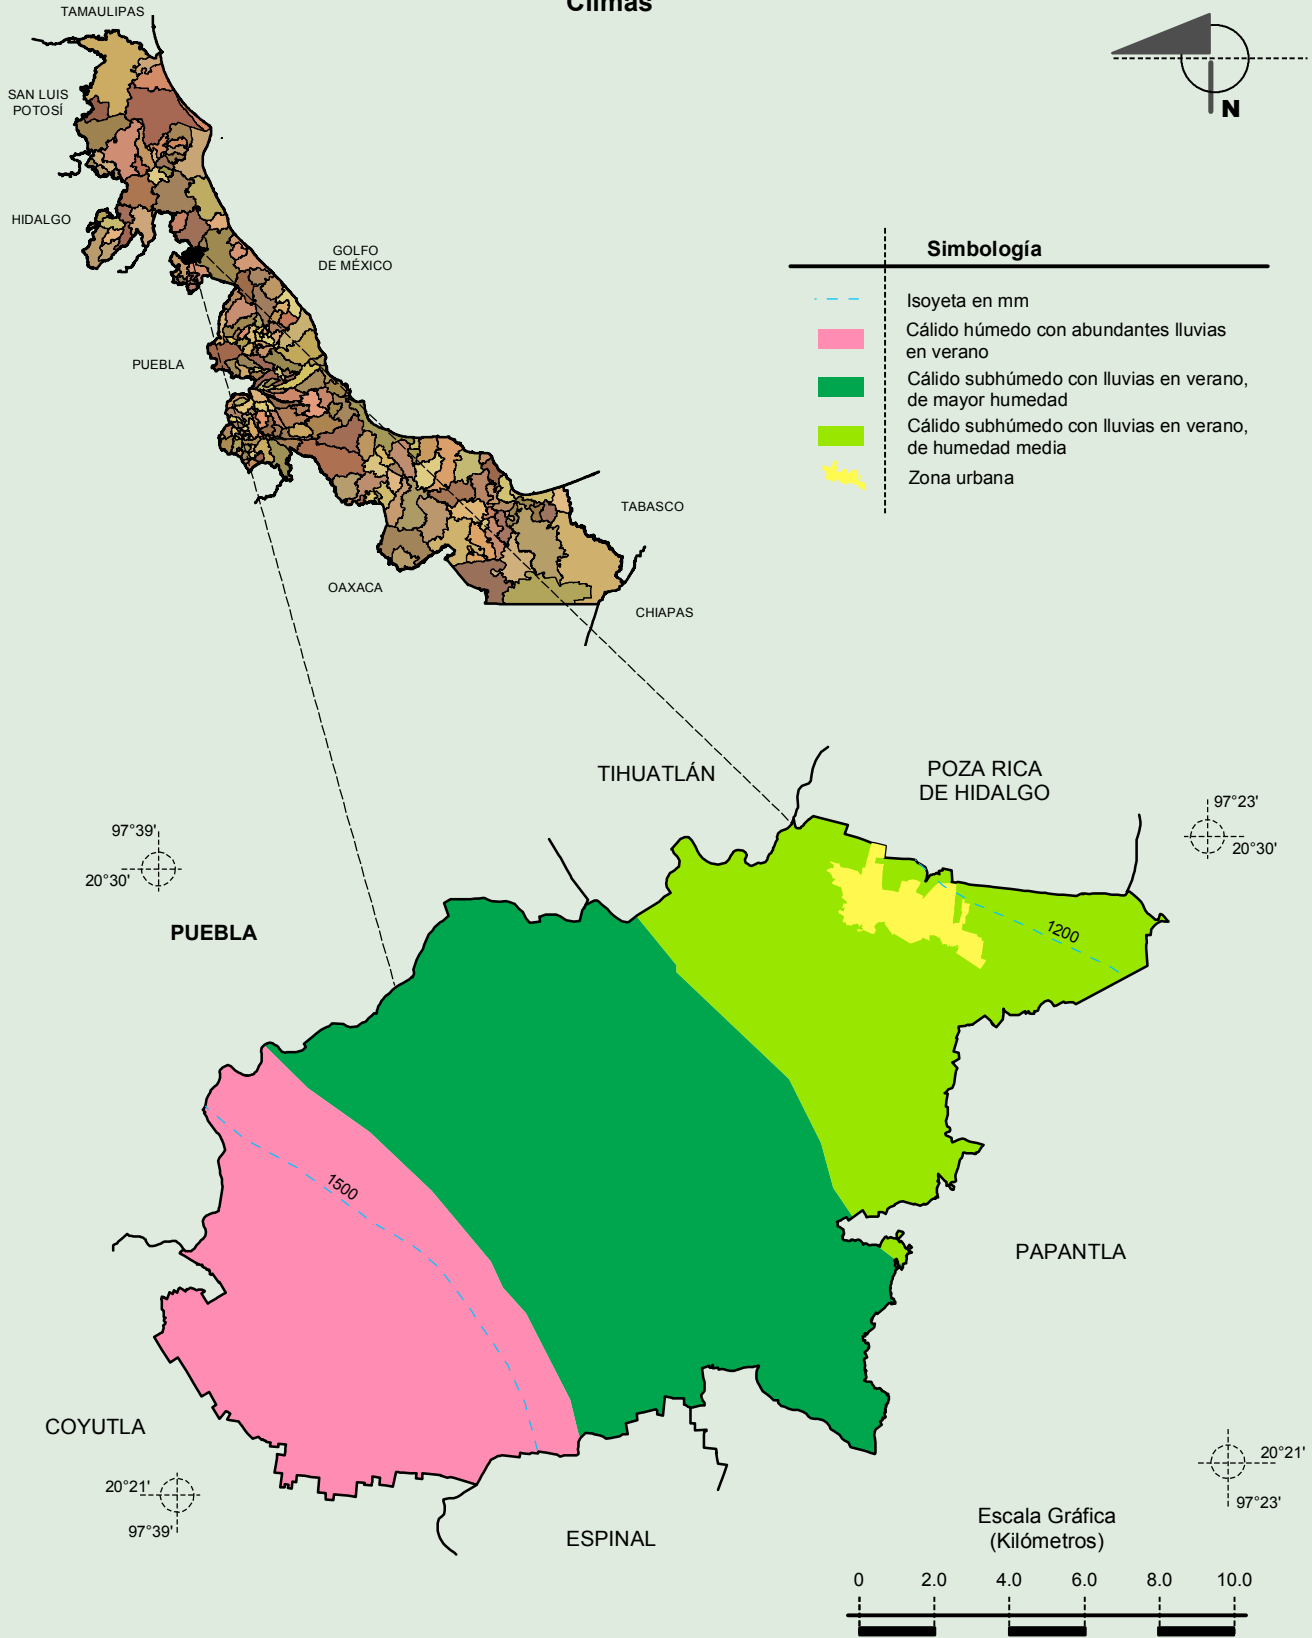 Climas
TAMAULIPAS
SAN LUIS
POTOSÍ
HIDALGO
GOLFO
DE MÉXICO
PUEBLA
TABASCO
OAXACA
CHIAPAS
N
Simbología
Isoyeta en mm
Cálido húmedo con abundantes lluvias
en verano
Cálido subhúmedo con lluvias en verano,
de mayor humedad
Cálido subhúmedo con lluvias en verano,
de humedad media
Zona urbana
TIHUATLÁN
POZA RICA
DE HIDALGO
97°39'
20°30'
97°23'
20°30'
PUEBLA
1200
1500
PAPANTLA
COYUTLA
20°21'
97°39'
ESPINAL
20°21'
97°23'
Escala Gráfica
(Kilómetros)
0 2.0 4.0 6.0 8.0 10.0